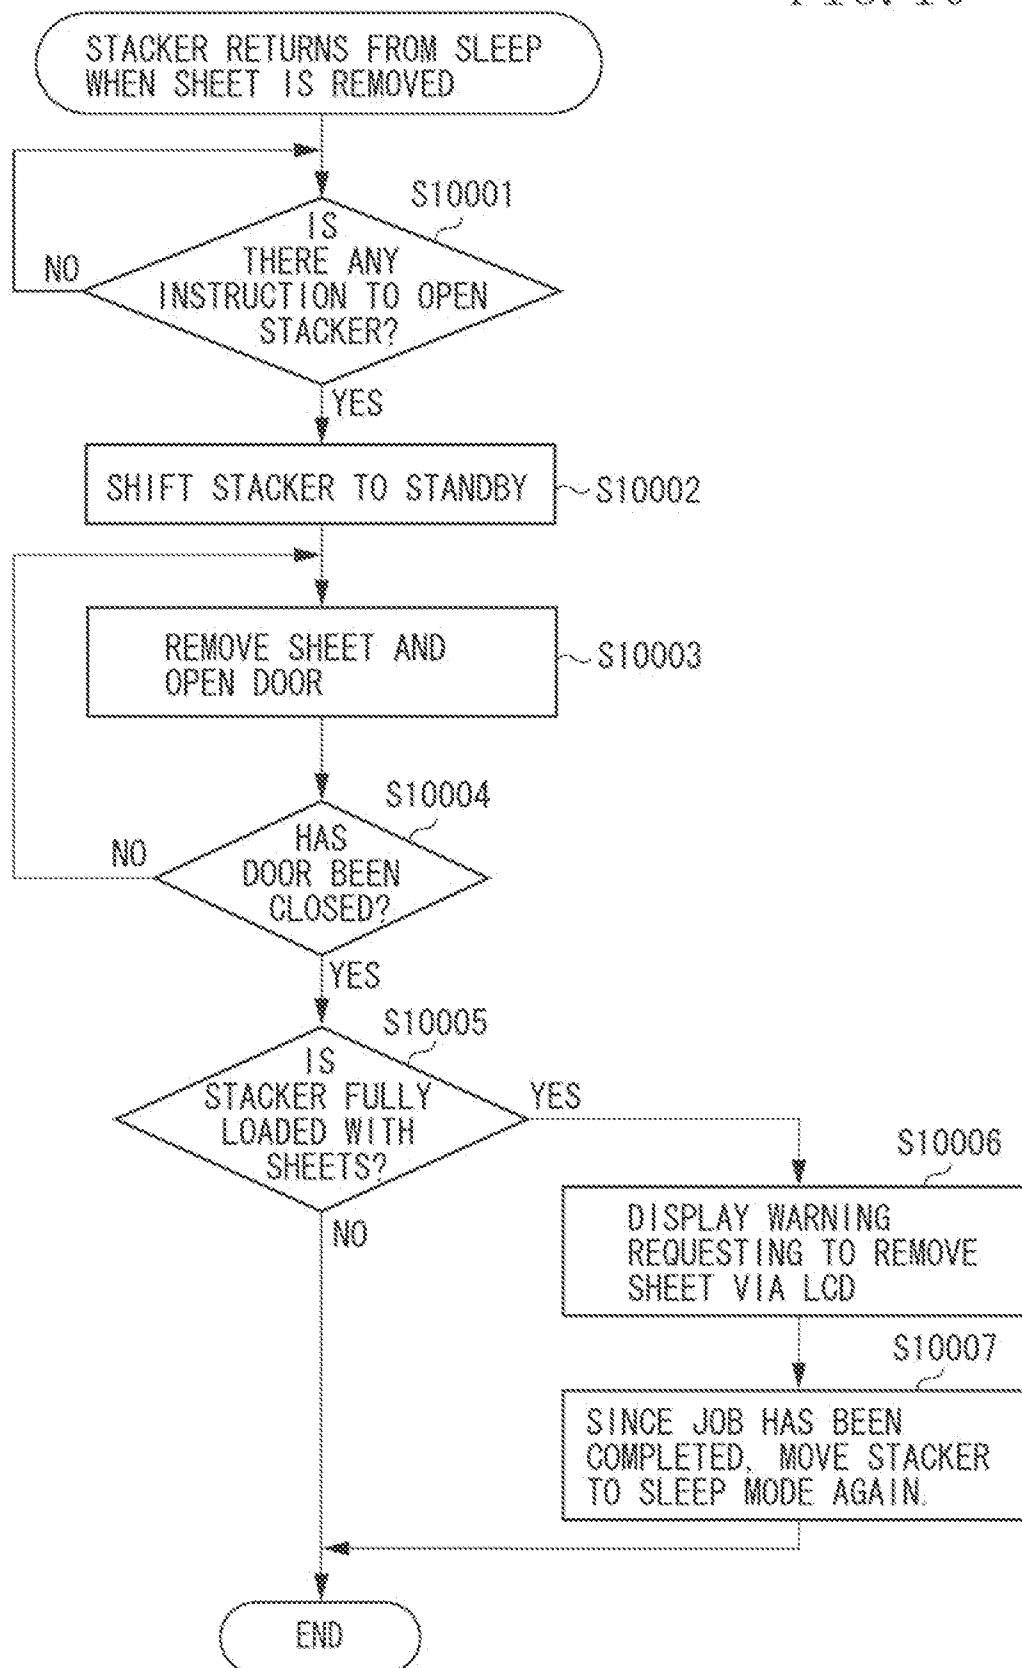 STACKER RETURNS FROM SLEEP
WHEN SHEET IS REMOVED
S10001
IS
THERE ANY
INSTRUCTION TO OPEN
STACKER?
NO
YES
SHIFT STACKER TO STANDBY
S10002
REMOVE SHEET AND
OPEN DOOR
S10003
S10004
HAS
DOOR BEEN
CLOSED?
NO
YES
S10005
IS
STACKER FULLY
LOADED WITH
SHEETS?
YES
NO
S10006
DISPLAY WARNING
REQUESTING TO REMOVE
SHEET VIA LCD
S10007
SINCE JOB HAS BEEN
COMPLETED, MOVE STACKER
TO SLEEP MODE AGAIN.
END